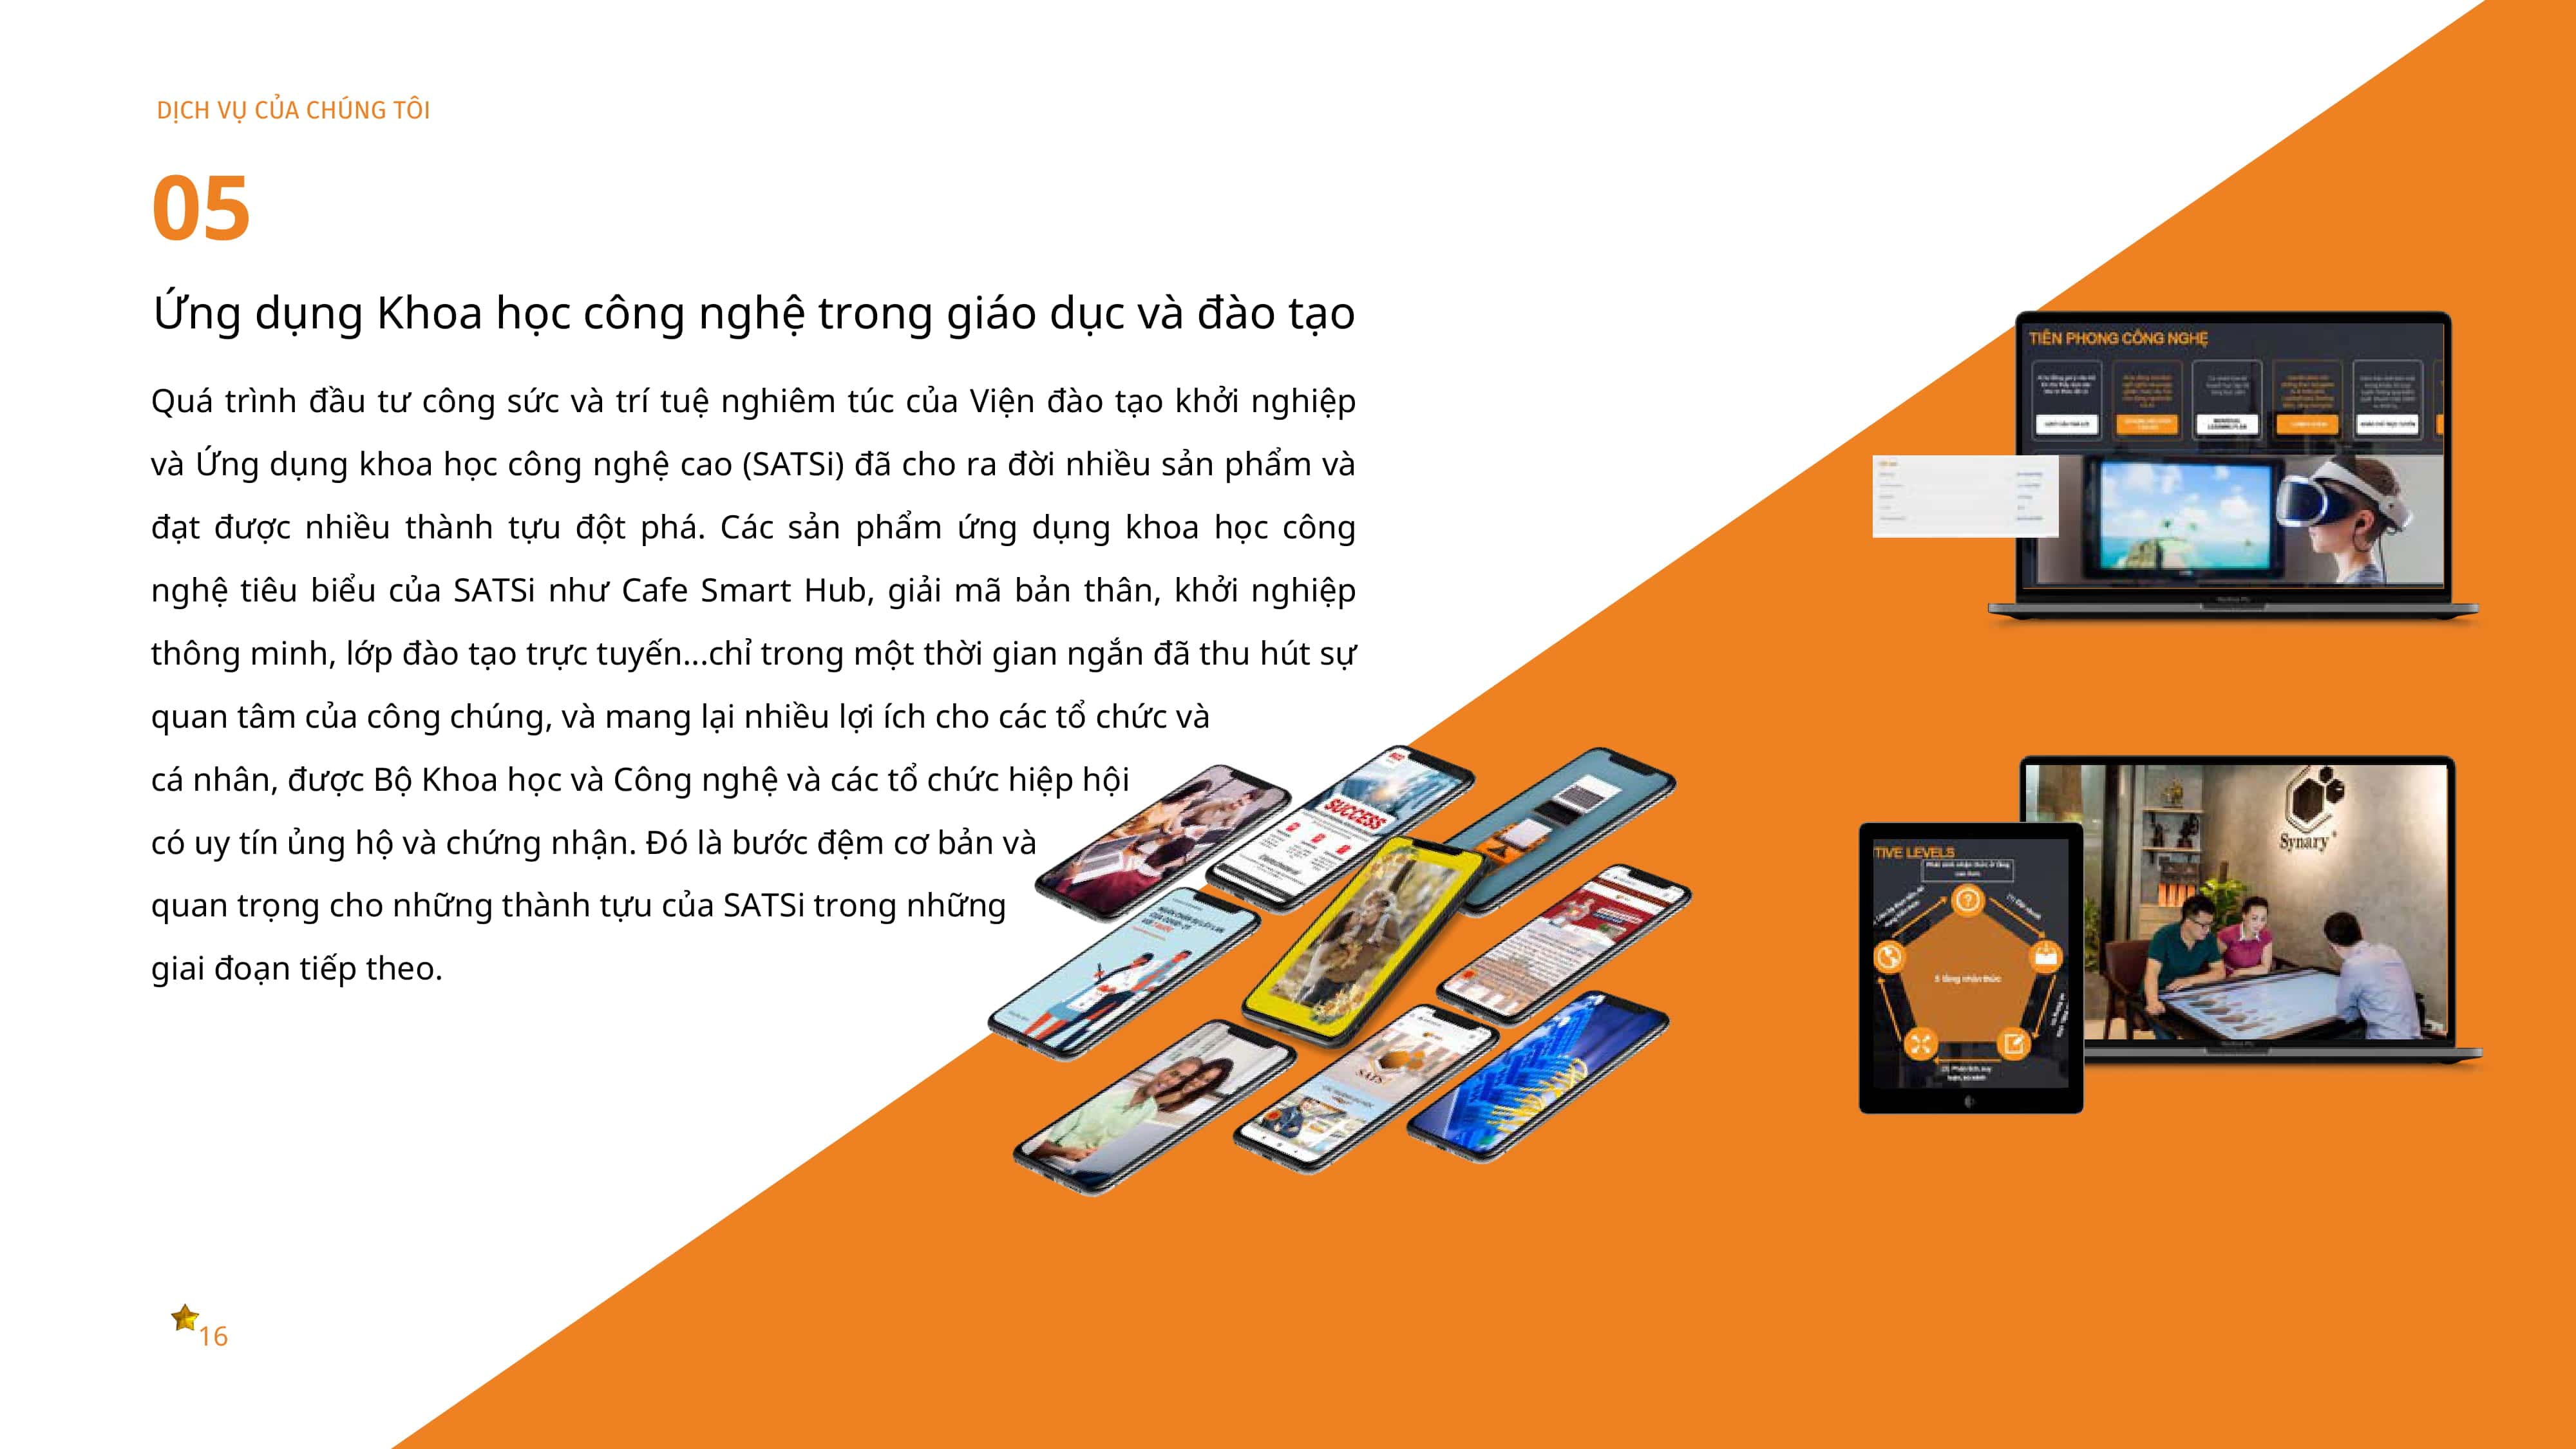 DỊCH VỤ CỦA CHÚNG TÔI
05
Ứng dụng Khoa học công nghệ trong giáo dục và đào tạo
Quá trình đầu tư công sức và trí tuệ nghiêm túc của Viện đào tạo khởi nghiệp
và Ứng dụng khoa học công nghệ cao (SATSi) đã cho ra đời nhiều sản phẩm và
đạt được nhiều thành tựu đột phá. Các sản phẩm ứng dụng khoa học công
nghệ tiêu biểu của SATSi như Cafe Smart Hub, giải mã bản thân, khởi nghiệp
thông minh, lớp đào tạo trực tuyến...chỉ trong một thời gian ngắn đã thu hút sự
quan tâm của công chúng, và mang lại nhiều lợi ích cho các tổ chức và
cá nhân, được Bộ Khoa học và Công nghệ và các tổ chức hiệp hội
có uy tín ủng hộ và chứng nhận. Đó là bước đệm cơ bản và
quan trọng cho những thành tựu của SATSi trong những
giai đoạn tiếp theo.
TIÊN PHONG CÔNG NGHỆ
SUCCESS
Synary
TIVE LEVELS
5 tầng nhận thức
16